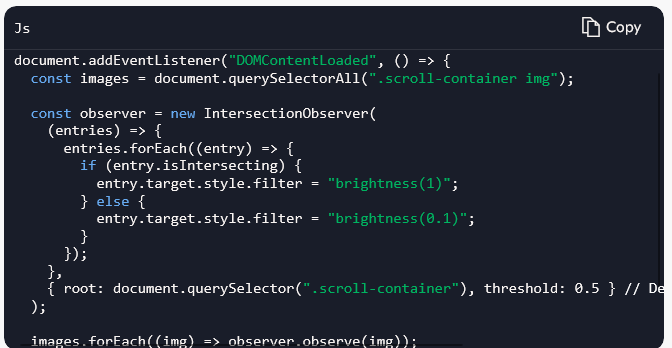 Js
Copy
document.addEventListener("DOMContentLoaded", () => {
  const images = document.querySelectorAll(".scroll-container img");

  const observer = new IntersectionObserver(
    (entries) => {
      entries.forEach((entry) => {
        if (entry.isIntersecting) {
          entry.target.style.filter = "brightness(1)";
        } else {
          entry.target.style.filter = "brightness(0.1)";
        }
      });
    },
    { root: document.querySelector(".scroll-container"), threshold: 0.5 } //
  );

  images.forEach((img) => observer.observe(img));